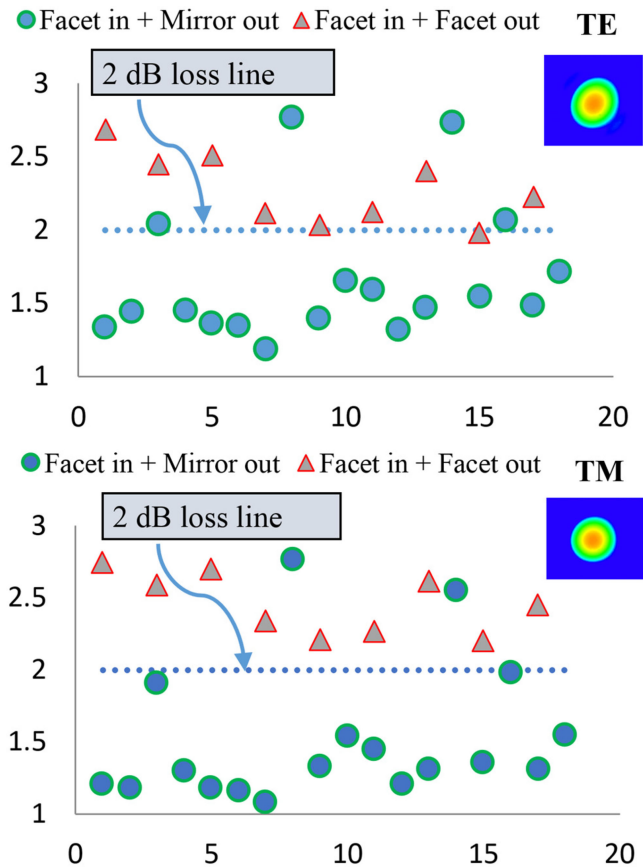 Facet in + Mirror out Facet in + Facet out TE
2 dB loss line
3
2.5
2
1.5
1
0 5 10 15 20
Facet in + Mirror out Facet in + Facet out TM
2 dB loss line
3
2.5
2
1.5
1
0 5 10 15 20